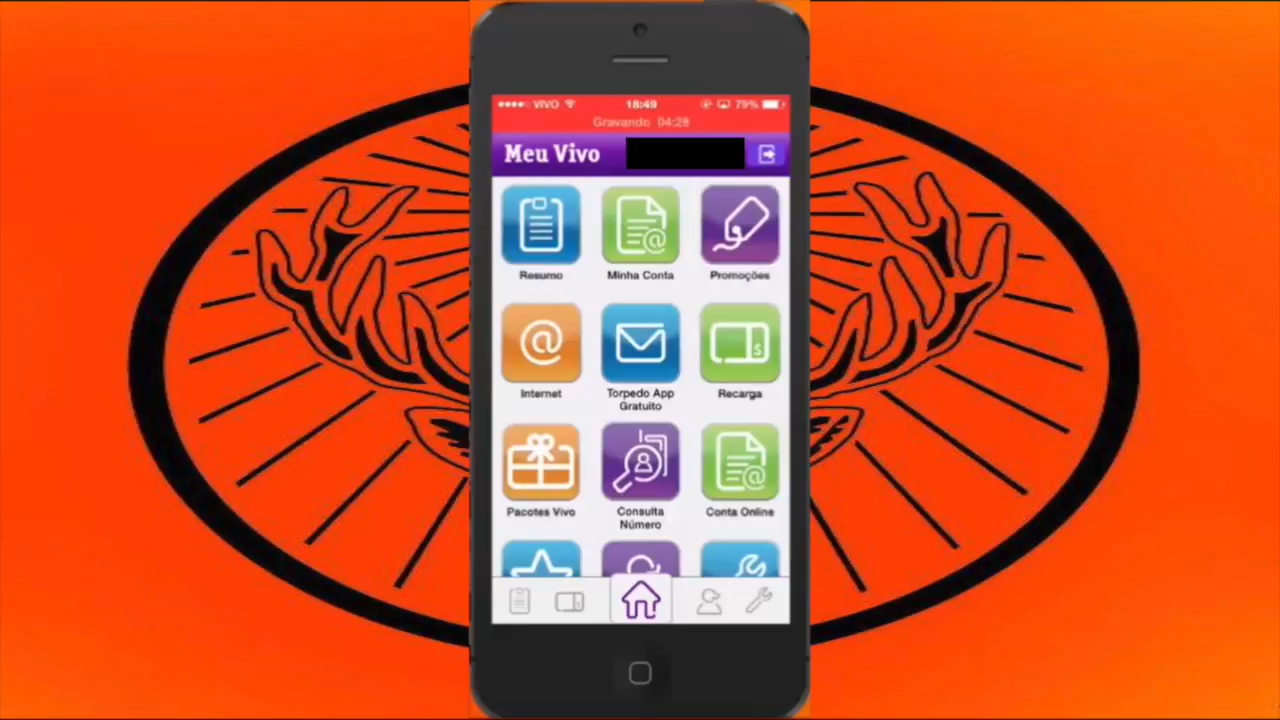 VIVO 18:49 79%
Gravando 04:28
Meu Vivo
Resumo
Minha Conta
Promoções
Internet
Torpedo App
Gratuito
Recarga
Pacotes Vivo
Consulta
Número
Conta Online